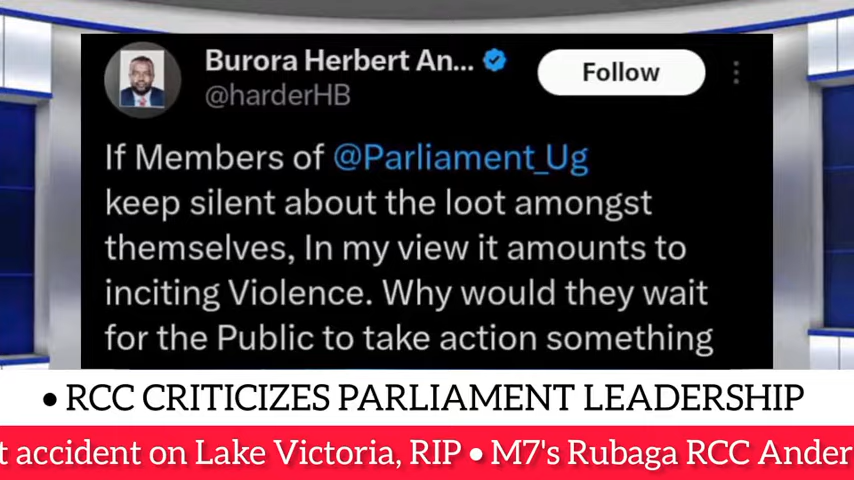 Burora Herbert An...
Follow
@harderHB
If Members of @Parliament_Ug
keep silent about the loot amongst
themselves, In my view it amounts to
inciting Violence. Why would they wait
for the Public to take action something
• RCC CRITICIZES PARLIAMENT LEADERSHIP
t accident on Lake Victoria, RIP • M7's Rubaga RCC Ander